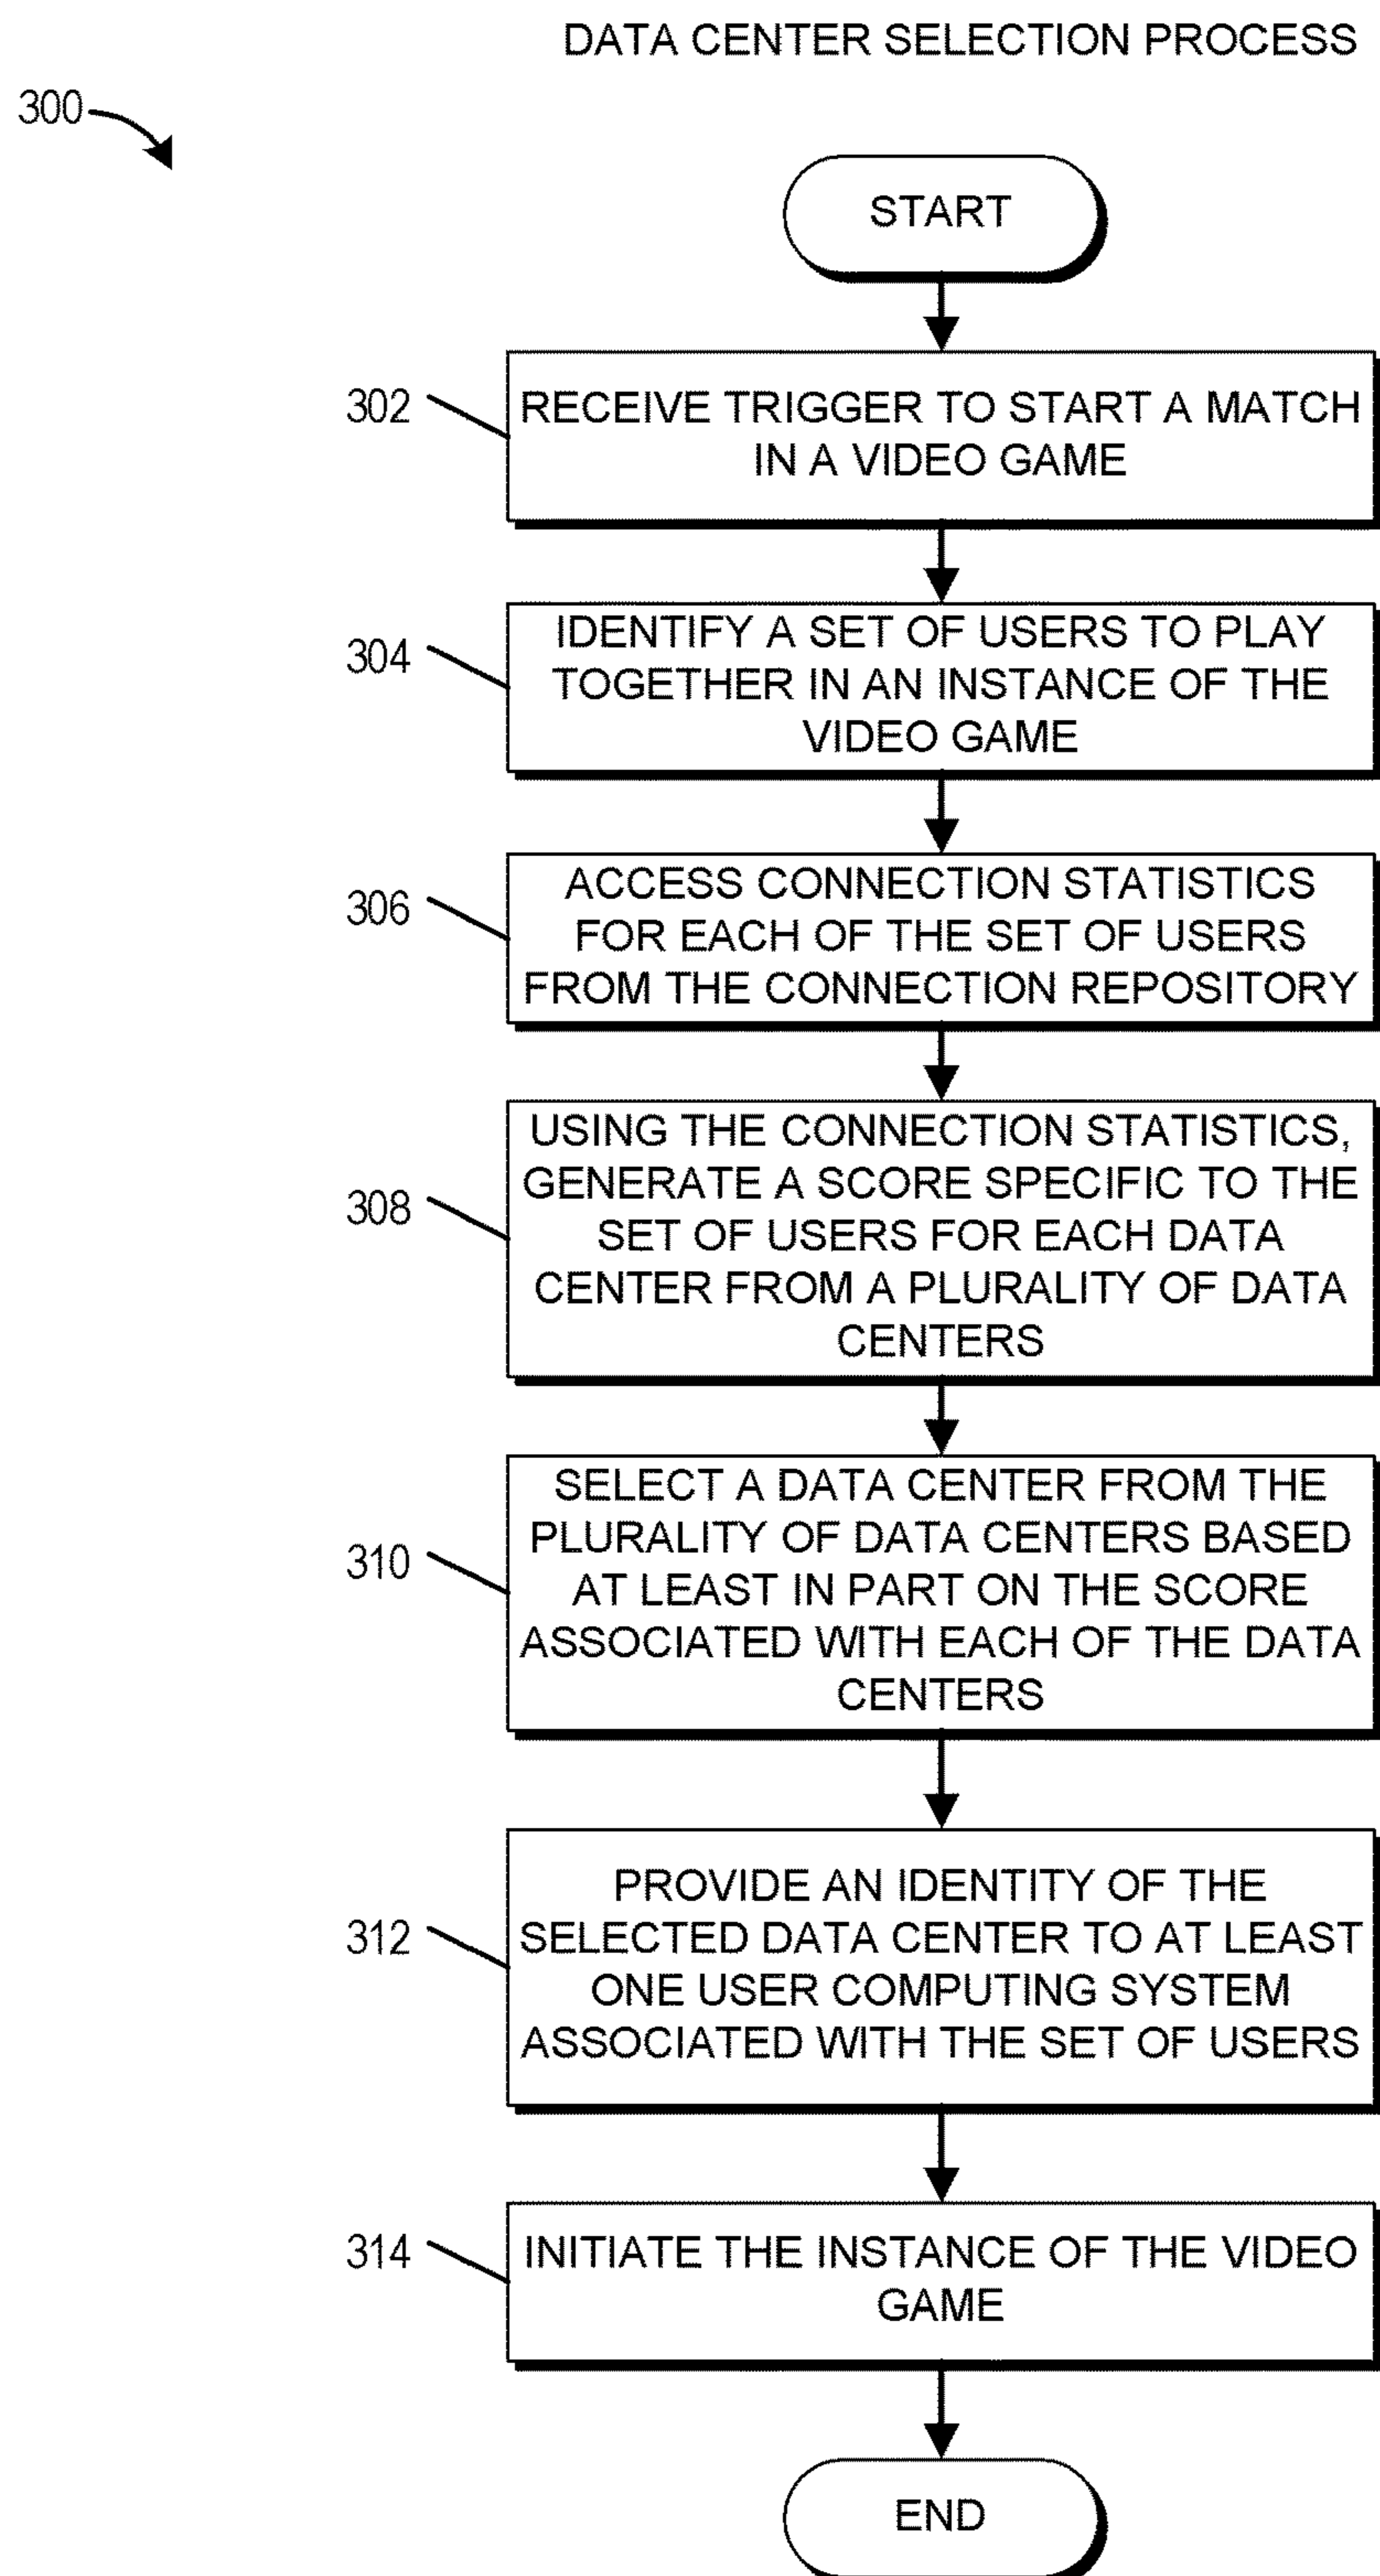 DATA CENTER SELECTION PROCESS
300
START
302
RECEIVE TRIGGER TO START A MATCH
IN A VIDEO GAME
304
IDENTIFY A SET OF USERS TO PLAY
TOGETHER IN AN INSTANCE OF THE
VIDEO GAME
306
ACCESS CONNECTION STATISTICS
FOR EACH OF THE SET OF USERS
FROM THE CONNECTION REPOSITORY
308
USING THE CONNECTION STATISTICS,
GENERATE A SCORE SPECIFIC TO THE
SET OF USERS FOR EACH DATA
CENTER FROM A PLURALITY OF DATA
CENTERS
310
SELECT A DATA CENTER FROM THE
PLURALITY OF DATA CENTERS BASED
AT LEAST IN PART ON THE SCORE
ASSOCIATED WITH EACH OF THE DATA
CENTERS
312
PROVIDE AN IDENTITY OF THE
SELECTED DATA CENTER TO AT LEAST
ONE USER COMPUTING SYSTEM
ASSOCIATED WITH THE SET OF USERS
314
INITIATE THE INSTANCE OF THE VIDEO
GAME
END